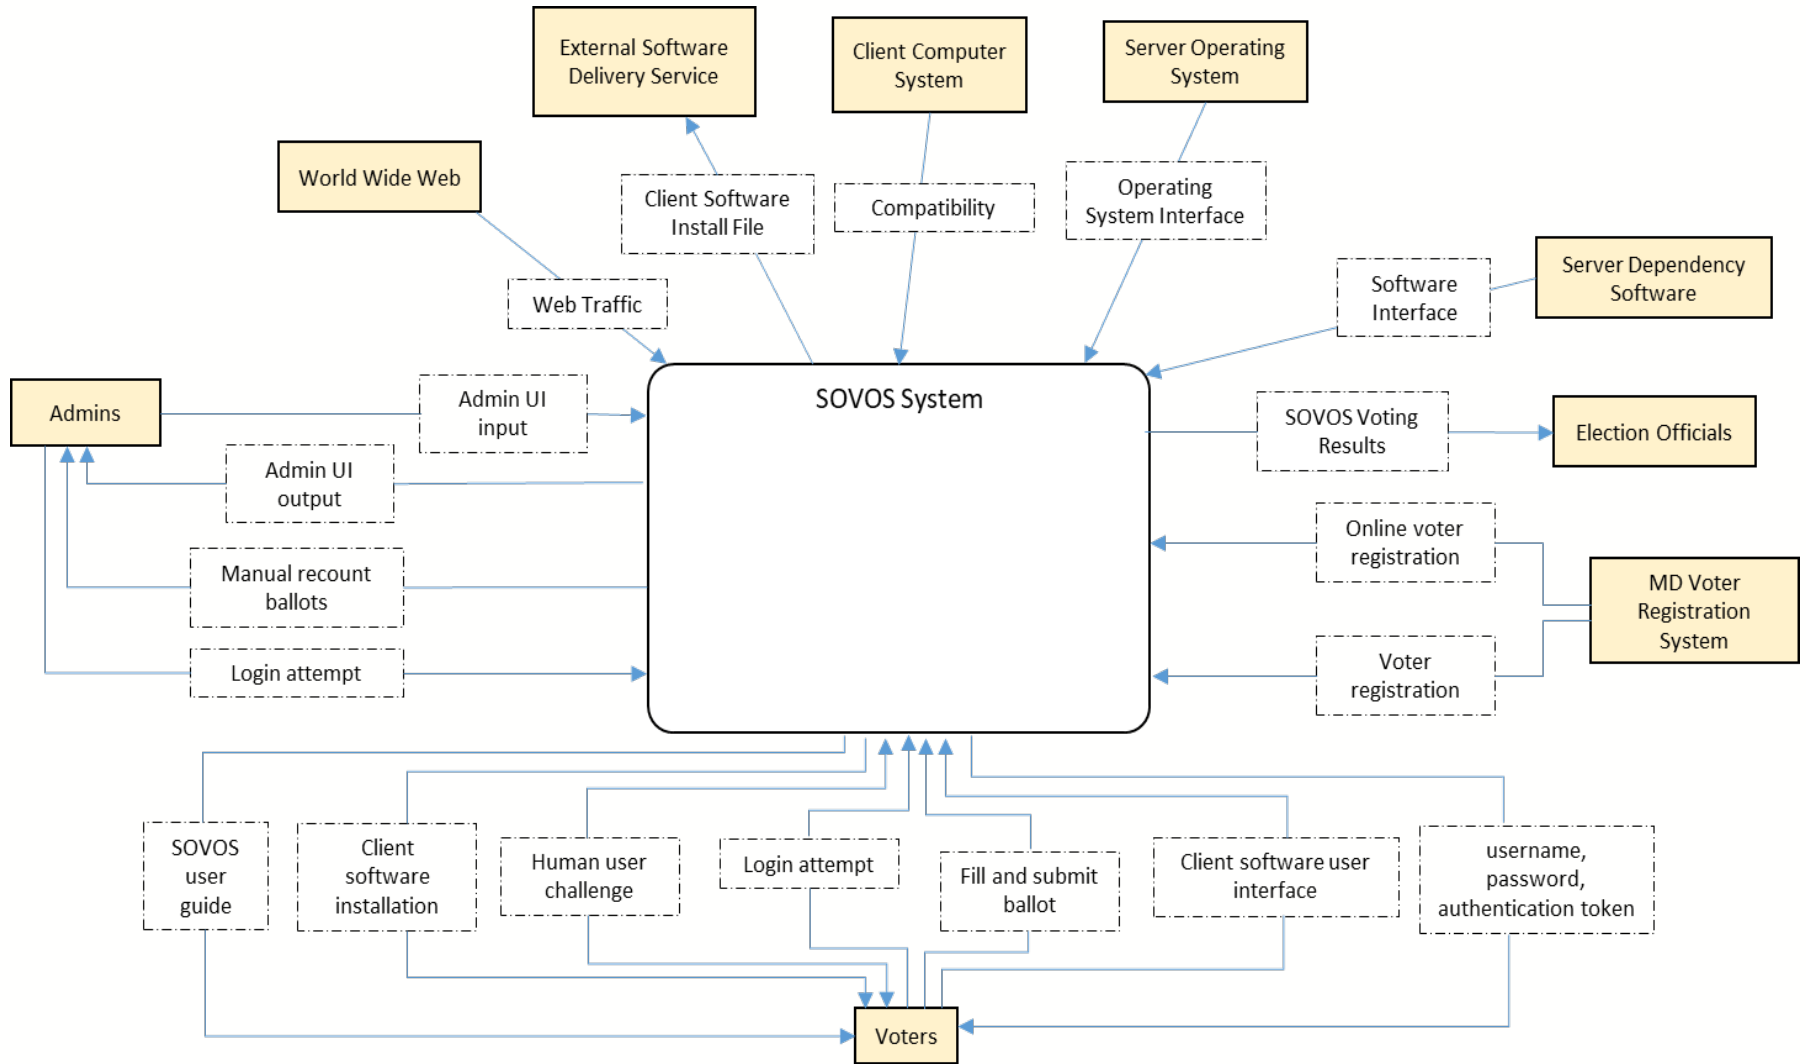 External Software
Delivery Service
Client Computer
System
Server Operating
System
World Wide Web
Client Software
Install File
Compatibility
Operating
System Interface
Server Dependency
Software
Software
Interface
Web Traffic
SOVOS System
Admins
Admin UI
input
SOVOS Voting
Results
Election Officials
Admin UI
output
Online voter
registration
Manual recount
ballots
MD Voter
Registration
System
Login attempt
Voter
registration
SOVOS
user
guide
Client
software
installation
Human user
challenge
Login attempt
Fill and submit
ballot
Client software user
interface
username,
password,
authentication token
Voters